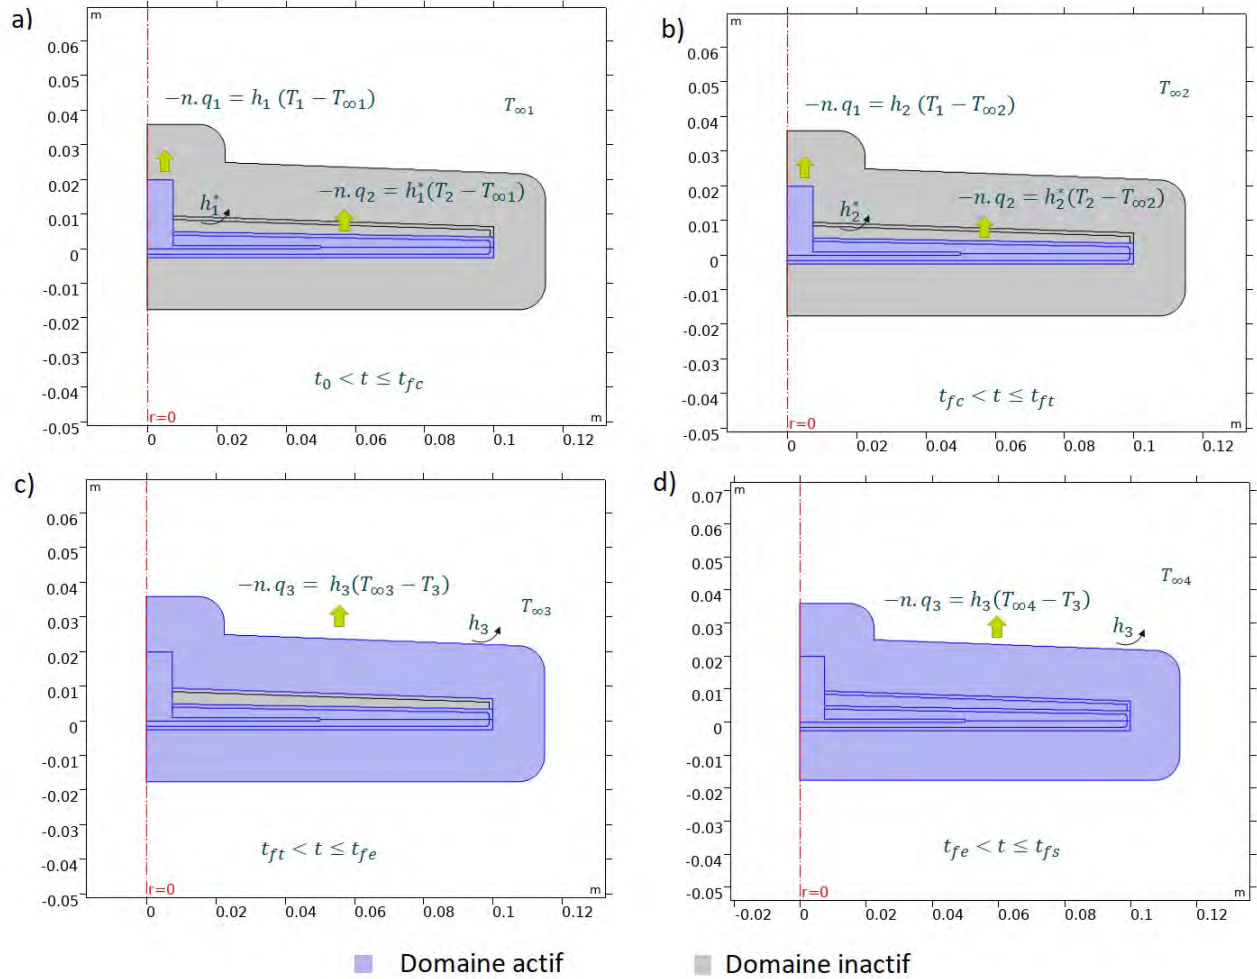 a)
m
0.06
0.05
0.04
0.03
0.02
0.01
0
-0.01
-0.02
-0.03
-0.04
-0.05
−n.q₁ = h₁ (T₁ − T∞₁)
T∞₁
−n.q₂ = h₁*(T₂ − T∞₁)
h₁*
t₀ < t ≤ t_fc
r=0
m
0 0.02 0.04 0.06 0.08 0.1 0.12
b)
m
0.06
0.05
0.04
0.03
0.02
0.01
0
-0.01
-0.02
-0.03
-0.04
-0.05
T∞₂
−n.q₁ = h₂ (T₁ − T∞₂)
−n.q₂ = h₂*(T₂ − T∞₂)
h₂*
t_fc < t ≤ t_ft
r=0
m
0 0.02 0.04 0.06 0.08 0.1 0.12
c)
m
0.06
0.05
0.04
0.03
0.02
0.01
0
-0.01
-0.02
-0.03
-0.04
-0.05
−n.q₃ = h₃(T∞₃ − T₃)
T∞₃
h₃
t_ft < t ≤ t_fe
r=0
m
0 0.02 0.04 0.06 0.08 0.1 0.12
d)
m
0.07
0.06
0.05
0.04
0.03
0.02
0.01
0
-0.01
-0.02
-0.03
-0.04
-0.05
T∞₄
−n.q₃ = h₃(T∞₄ − T₃)
h₃
t_fe < t ≤ t_fs
r=0
m
-0.02 0 0.02 0.04 0.06 0.08 0.1 0.12
Domaine actif
Domaine inactif